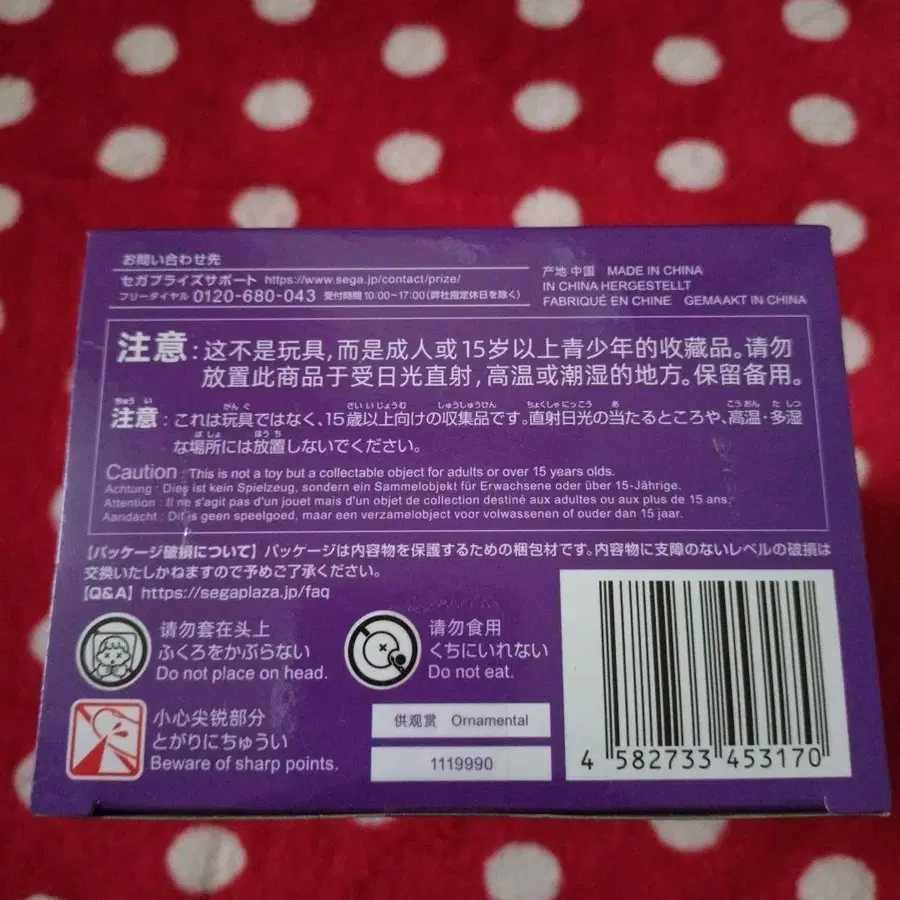 お問い合わせ先
セガプライズサポート https://www.sega.jp/contact/prize/
フリーダイヤル 0120-680-043 受付時間 10:00~17:00(弊社指定休日を除く)
产地 中国 MADE IN CHINA
IN CHINA HERGESTELLT
FABRIQUÉ EN CHINE GEMAAKT IN CHINA
注意:这不是玩具,而是成人或15岁以上青少年的收藏品。请勿
放置此商品于受日光直射,高温或潮湿的地方。保留备用。
注意:これは玩具ではなく、15歳以上向けの収集品です。直射日光の当たるところや、高温・多湿
な場所には放置しないでください。
Caution : This is not a toy but a collectable object for adults or over 15 years olds.
Achtung : Dies ist kein Spielzeug, sondern ein Sammelobjekt für Erwachsene oder über 15-Jährige.
Attention : Il ne s'agit pas d'un jouet mais d'un objet de collection destiné aux adultes ou aux plus de 15 ans.
Aandacht : Dit is geen speelgoed, maar een verzamelobject voor volwassenen of ouder dan 15 jaar.
【パッケージ破損について】パッケージは内容物を保護するための梱包材です。内容物に支障のないレベルの破損は
交換いたしかねますので予めご了承ください。
【Q&A】https://segaplaza.jp/faq
请勿套在头上
ふくろをかぶらない
Do not place on head.
请勿食用
くちにいれない
Do not eat.
小心尖锐部分
とがりにちゅうい
Beware of sharp points.
供观赏 Ornamental
1119990
4 582733 453170